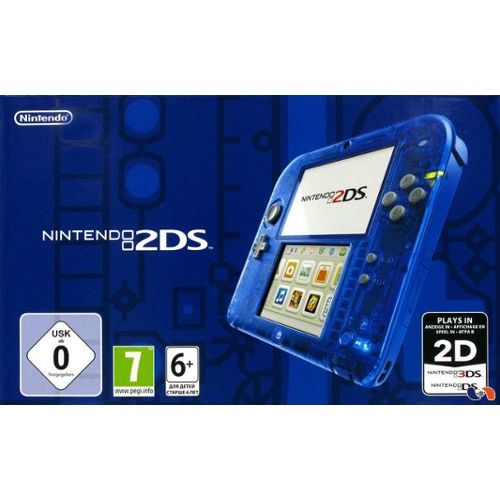 Nintendo
NINTENDO 2DS™
NINTENDO 2DS
USK
ab
0
freigegeben
7
www.pegi.info
6+
ДЛЯ ДЕТЕЙ
СТАРШЕ 6 ЛЕТ
PLAYS IN
ANZEIGE IN - AFFICHAGE EN
SPEEL IN - ИГРА В
2D
NINTENDO 3DS
NINTENDO DS